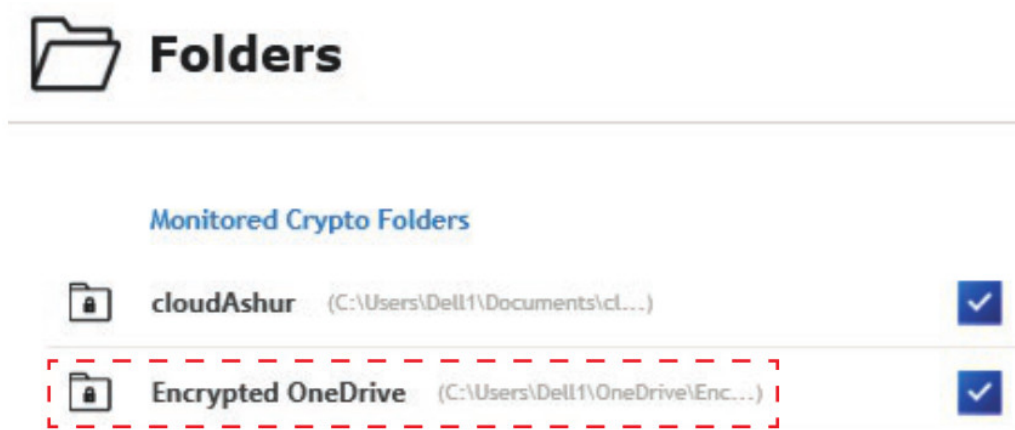 Folders
Monitored Crypto Folders
cloudAshur (C:\Users\Dell1\Documents\cl...)
Encrypted OneDrive (C:\Users\Dell1\OneDrive\Enc...)